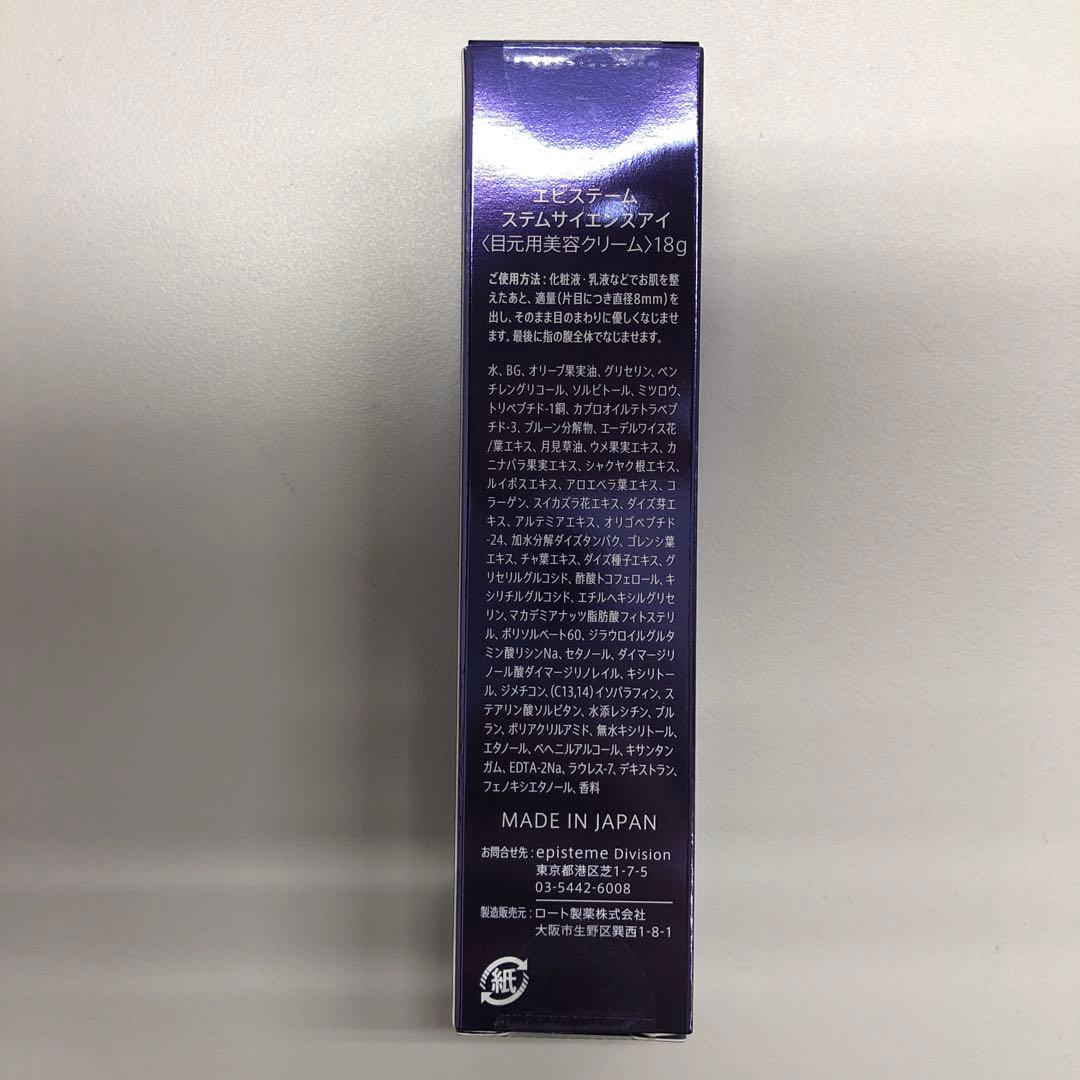 エピステーム
ステムサイエンスアイ
〈目元用美容クリーム〉18g
ご使用方法：化粧液・乳液などでお肌を整
えたあと、適量(片目につき直径8mm)を
出し、そのまま目のまわりに優しくなじませ
ます。最後に指の腹全体でなじませます。
水、BG、オリーブ果実油、グリセリン、ペン
チレングリコール、ソルビトール、ミツロウ、
トリペプチド-1銅、カプロオイルテトラペプ
チド-3、プルーン分解物、エーデルワイス花
/葉エキス、月見草油、ウメ果実エキス、カ
ニナバラ果実エキス、シャクヤク根エキス、
ルイボスエキス、アロエベラ葉エキス、コ
ラーゲン、スイカズラ花エキス、ダイズ芽エ
キス、アルテミアエキス、オリゴペプチド
-24、加水分解ダイズタンパク、ゴレンシ葉
エキス、チャ葉エキス、ダイズ種子エキス、グ
リセリルグルコシド、酢酸トコフェロール、キ
シリチルグルコシド、エチルヘキシルグリセ
リン、マカデミアナッツ脂肪酸フィトステリ
ル、ポリソルベート60、ジラウロイルグルタ
ミン酸リシンNa、セタノール、ダイマージリ
ノール酸ダイマージリノレイル、キシリトー
ル、ジメチコン、(C13,14)イソパラフィン、ス
テアリン酸ソルビタン、水添レシチン、プル
ラン、ポリアクリルアミド、無水キシリトール、
エタノール、ベヘニルアルコール、キサンタン
ガム、EDTA-2Na、ラウレス-7、デキストラン、
フェノキシエタノール、香料
MADE IN JAPAN
お問合せ先：episteme Division
東京都港区芝1-7-5
03-5442-6008
製造販売元：ロート製薬株式会社
大阪市生野区巽西1-8-1
紙